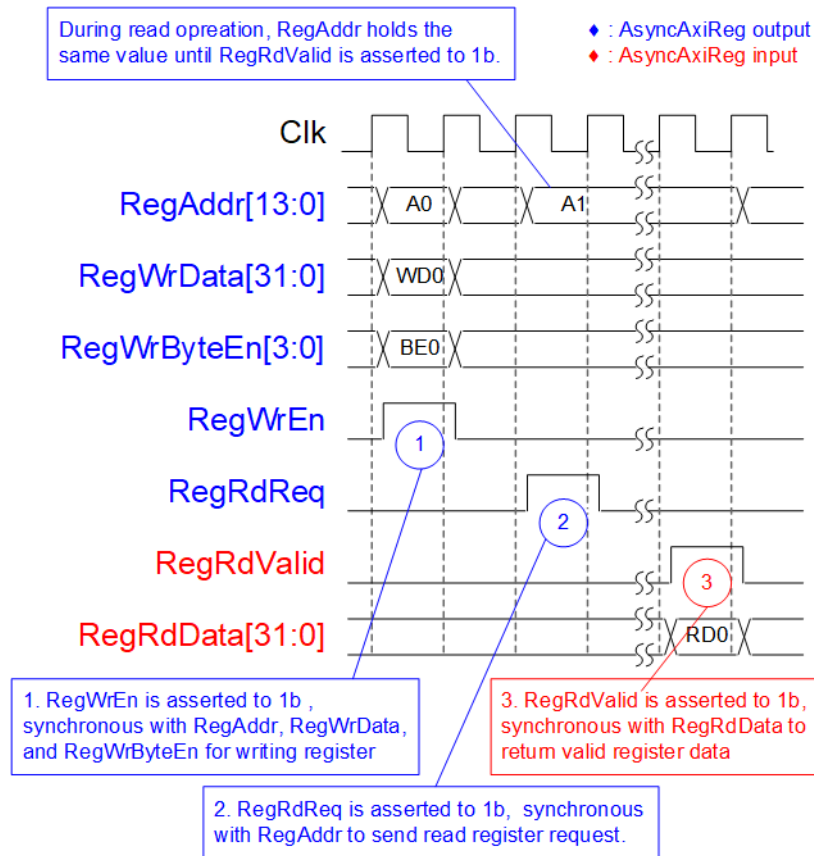 During read opreation, RegAddr holds the
same value until RegRdValid is asserted to 1b.
♦ : AsyncAxiReg output
♦ : AsyncAxiReg input
Clk
RegAddr[13:0]
A0
A1
RegWrData[31:0]
WD0
RegWrByteEn[3:0]
BE0
RegWrEn
1
RegRdReq
2
RegRdValid
3
RegRdData[31:0]
RD0
1. RegWrEn is asserted to 1b ,
synchronous with RegAddr, RegWrData,
and RegWrByteEn for writing register
3. RegRdValid is asserted to 1b,
synchronous with RegRdData to
return valid register data
2. RegRdReq is asserted to 1b, synchronous
with RegAddr to send read register request.